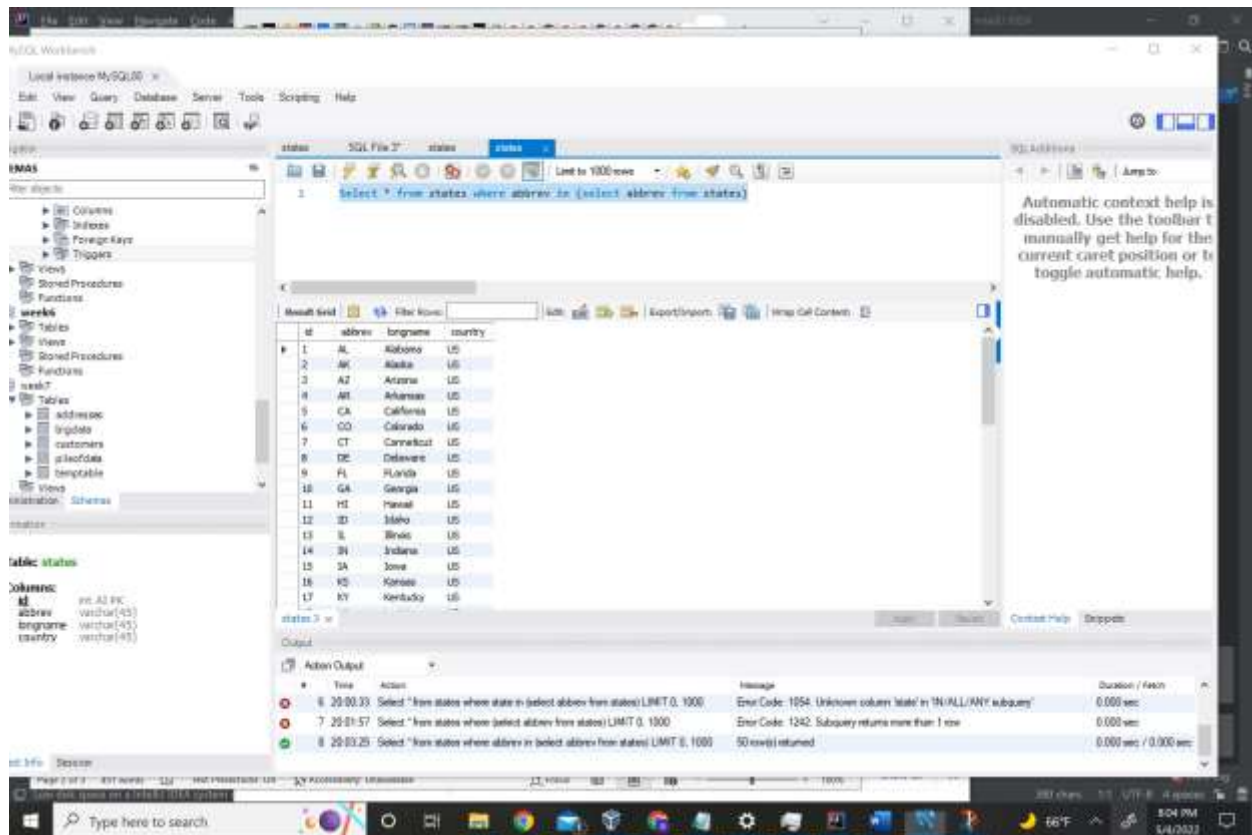 File Edit View Navigate Code
MySQL Workbench
Local instance MySQL80
Edit View Query Database Server Tools Scripting Help
states SQL File 3* states states
SQLAdditions
Limit to 1000 rows
Jump to
1 Select * from states where abbrev in (select abbrev from states)
Automatic context help is
disabled. Use the toolbar t
manually get help for the
current caret position or to
toggle automatic help.
EMAS
Columns
Indexes
Foreign Keys
Triggers
Views
Stored Procedures
Functions
week6
Tables
Views
Stored Procedures
Functions
week7
Tables
addresses
bigdata
customers
pileofdata
temptable
Views
Schemas
Table: states
Columns:
id int AI PK
abbrev varchar(45)
longname varchar(45)
country varchar(45)
Result Grid Filter Rows: Edit: Export/Import: Wrap Cell Content:
id abbrev longname country
1 AL Alabama US
2 AK Alaska US
3 AZ Arizona US
4 AR Arkansas US
5 CA California US
6 CO Colorado US
7 CT Connecticut US
8 DE Delaware US
9 FL FLorida US
10 GA Georgia US
11 HI Hawaii US
12 ID Idaho US
13 IL Illinois US
14 IN Indiana US
15 IA Iowa US
16 KS Kansas US
17 KY Kentucky US
states 3
Context Help Snippets
Output
Action Output
# Time Action Message Duration / Fetch
6 20:00:33 Select * from states where state in (select abbrev from states) LIMIT 0, 1000 Error Code: 1054. Unknown column 'state' in 'IN/ALL/ANY subquery' 0.000 sec
7 20:01:57 Select * from states where (select abbrev from states) LIMIT 0, 1000 Error Code: 1242. Subquery returns more than 1 row 0.000 sec
8 20:03:25 Select * from states where abbrev in (select abbrev from states) LIMIT 0, 1000 50 row(s) returned 0.000 sec / 0.000 sec
Session
Type here to search
66°F
8:04 PM